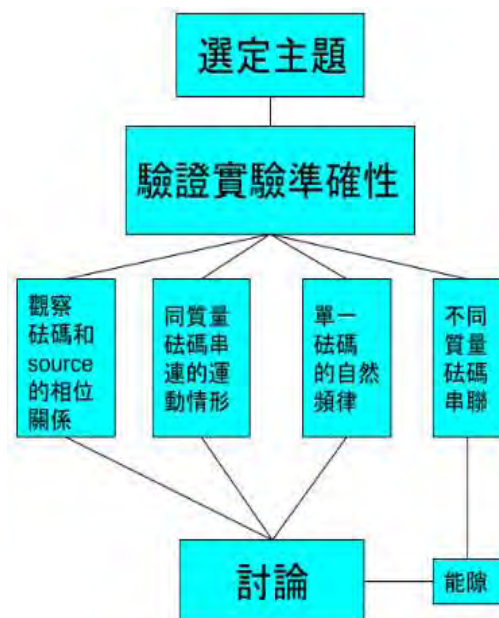 選定主題
驗證實驗準確性
觀察
砝碼和
source
的相位
關係
同質量
砝碼串
連的運
動情形
單一
砝碼
的自然
頻律
不同
質量
砝碼
串聯
討論
能隙